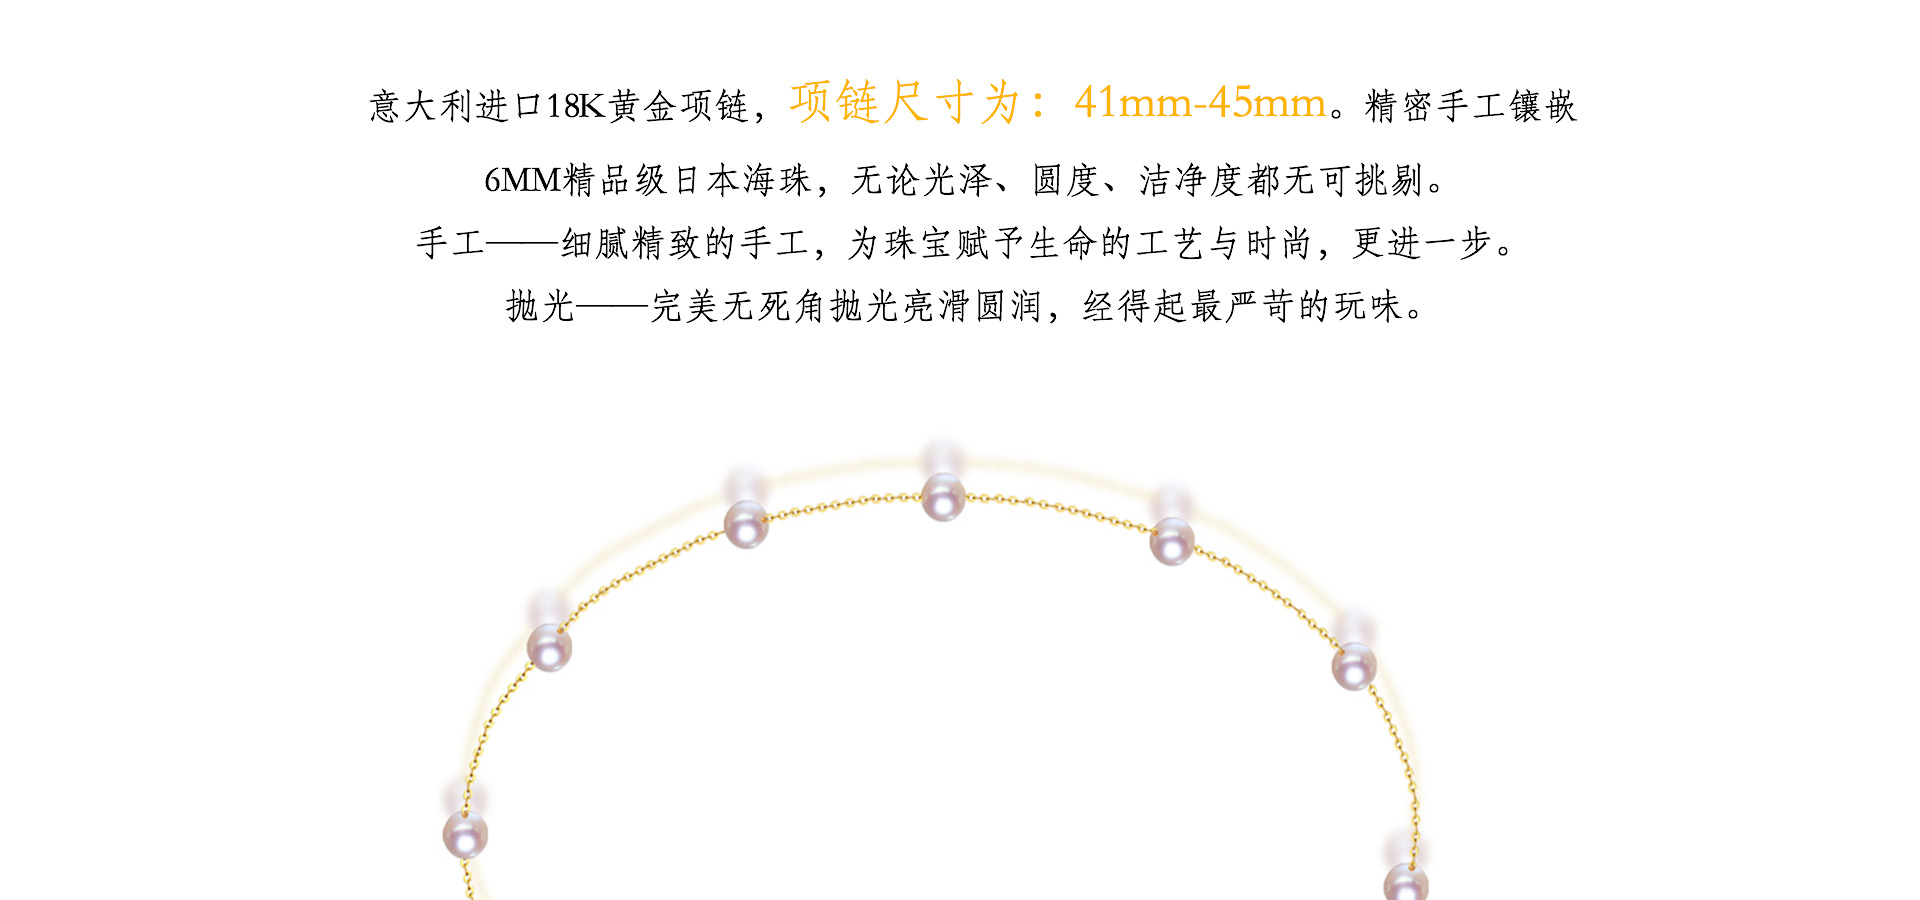 意大利进口18K黄金项链，项链尺寸为：41mm-45mm。精密手工镶嵌
6MM精品级日本海珠，无论光泽、圆度、洁净度都无可挑剔。
手工——细腻精致的手工，为珠宝赋予生命的工艺与时尚，更进一步。
抛光——完美无死角抛光亮滑圆润，经得起最严苛的玩味。